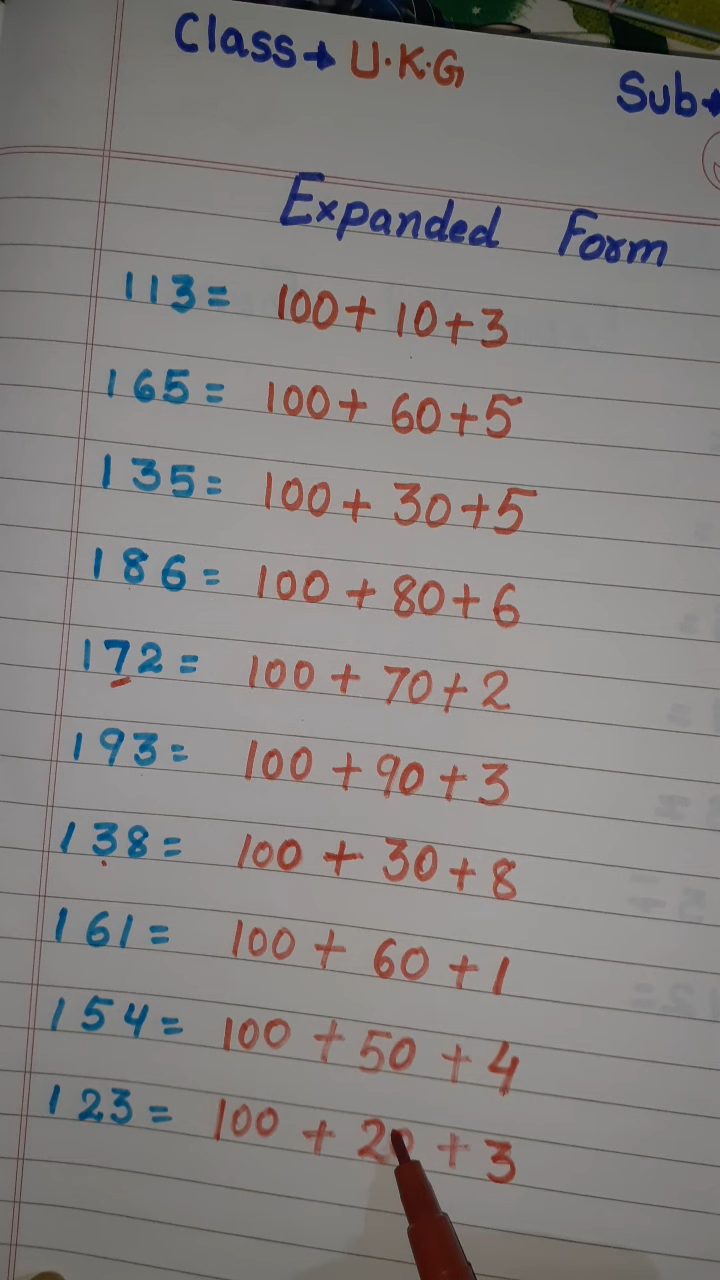 Class → U.K.G
Sub →
Expanded Form
113 = 100 + 10 + 3
165 = 100 + 60 + 5
135 = 100 + 30 + 5
186 = 100 + 80 + 6
172 = 100 + 70 + 2
193 = 100 + 90 + 3
138 = 100 + 30 + 8
161 = 100 + 60 + 1
154 = 100 + 50 + 4
123 = 100 + 20 + 3